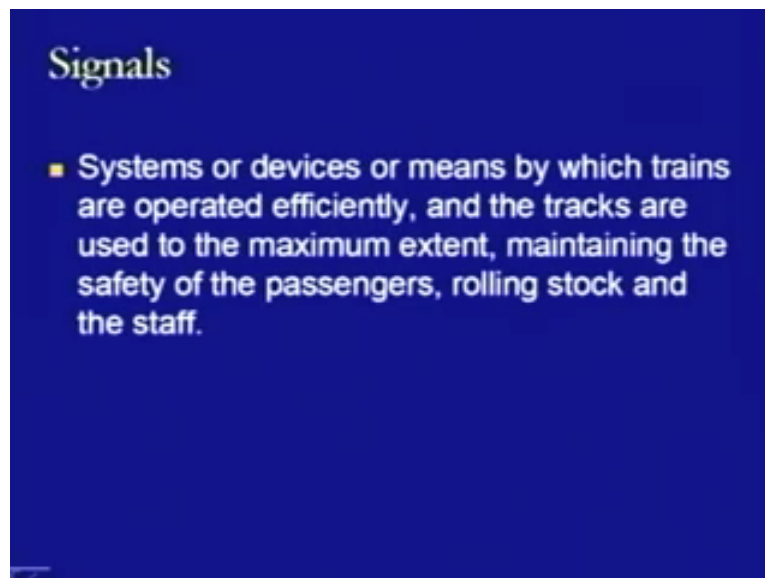 Signals
Systems or devices or means by which trains
are operated efficiently, and the tracks are
used to the maximum extent, maintaining the
safety of the passengers, rolling stock and
the staff.